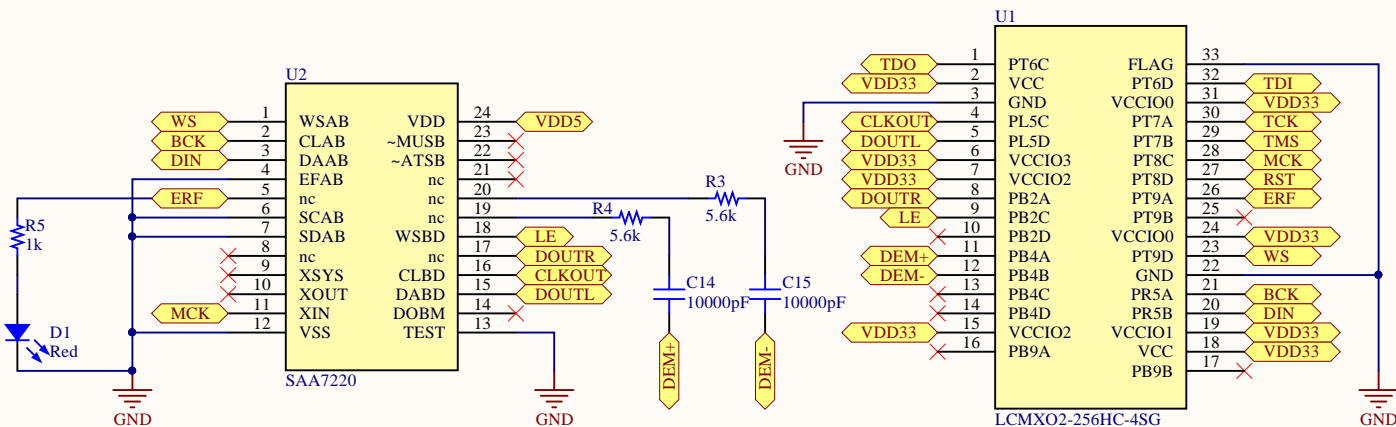 U2
WS 1 WSAB VDD 24 VDD5
BCK 2 CLAB ~MUSB 23
DIN 3 DAAB ~ATSB 22
4 EFAB nc 21
ERF 5 nc nc 20
6 SCAB nc 19
7 SDAB WSBD 18 LE
8 nc DOUTR 17 DOUTR
9 XSYS CLBD 16 CLKOUT
10 XOUT DABD 15 DOUTL
MCK 11 XIN DOBM 14
12 VSS TEST 13
SAA7220
R5
1k
D1
Red
GND
GND
R3
5.6k
R4
5.6k
C14
10000pF
C15
10000pF
DEM+
DEM-
U1
TDO 1 PT6C FLAG 33
VDD33 2 VCC PT6D 32 TDI
3 GND VCCIO0 31 VDD33
CLKOUT 4 PL5C PT7A 30 TCK
DOUTL 5 PL5D PT7B 29 TMS
VDD33 6 VCCIO3 PT8C 28 MCK
VDD33 7 VCCIO2 PT8D 27 RST
DOUTR 8 PB2A PT9A 26 ERF
LE 9 PB2C PT9B 25
10 PB2D VCCIO0 24 VDD33
DEM+ 11 PB4A PT9D 23 WS
DEM- 12 PB4B GND 22
13 PB4C PR5A 21 BCK
14 PB4D PR5B 20 DIN
VDD33 15 VCCIO2 VCCIO1 19 VDD33
16 PB9A VCC 18 VDD33
PB9B 17
LCMXO2-256HC-4SG
GND
GND